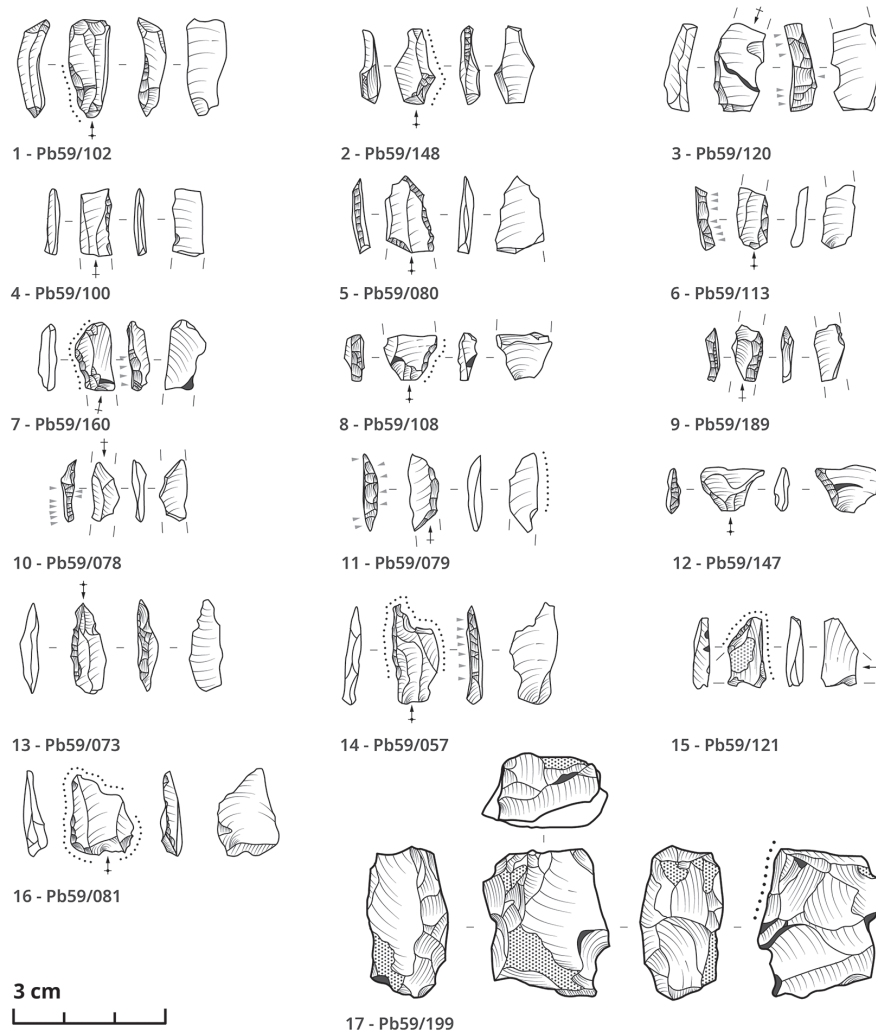 1 - Pb59/102
2 - Pb59/148
3 - Pb59/120
4 - Pb59/100
5 - Pb59/080
6 - Pb59/113
7 - Pb59/160
8 - Pb59/108
9 - Pb59/189
10 - Pb59/078
11 - Pb59/079
12 - Pb59/147
13 - Pb59/073
14 - Pb59/057
15 - Pb59/121
16 - Pb59/081
3 cm
17 - Pb59/199